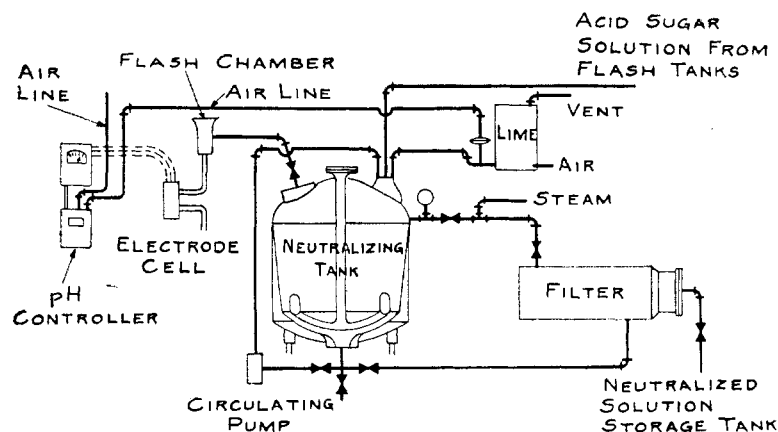 ACID SUGAR
SOLUTION FROM
FLASH TANKS
FLASH CHAMBER
AIR
LINE
AIR LINE
VENT
LIME
AIR
STEAM
ELECTRODE
CELL
NEUTRALIZING
TANK
FILTER
pH
CONTROLLER
CIRCULATING
PUMP
NEUTRALIZED
SOLUTION
STORAGE TANK